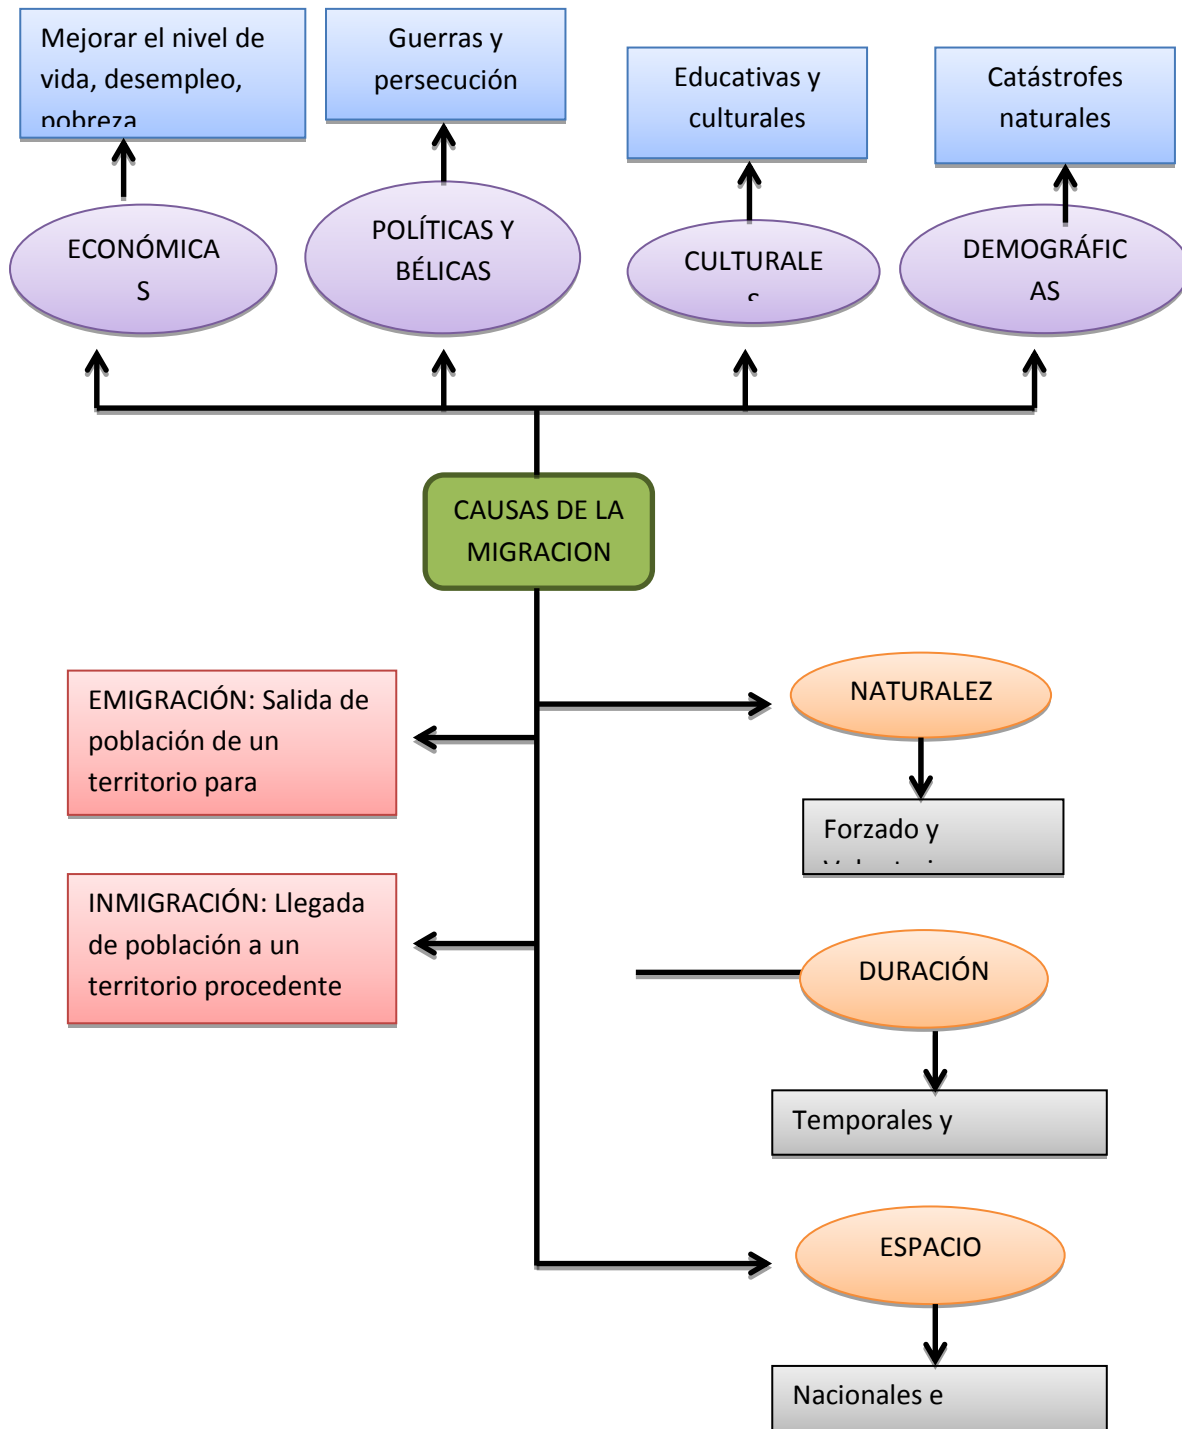 Mejorar el nivel de
vida, desempleo,
pobreza
Guerras y
persecución
Educativas y
culturales
Catástrofes
naturales
ECONÓMICA
S
POLÍTICAS Y
BÉLICAS
CULTURALE
S
DEMOGRÁFIC
AS
CAUSAS DE LA
MIGRACION
EMIGRACIÓN: Salida de
población de un
territorio para
NATURALEZ
Forzado y
INMIGRACIÓN: Llegada
de población a un
territorio procedente
DURACIÓN
Temporales y
ESPACIO
Nacionales e